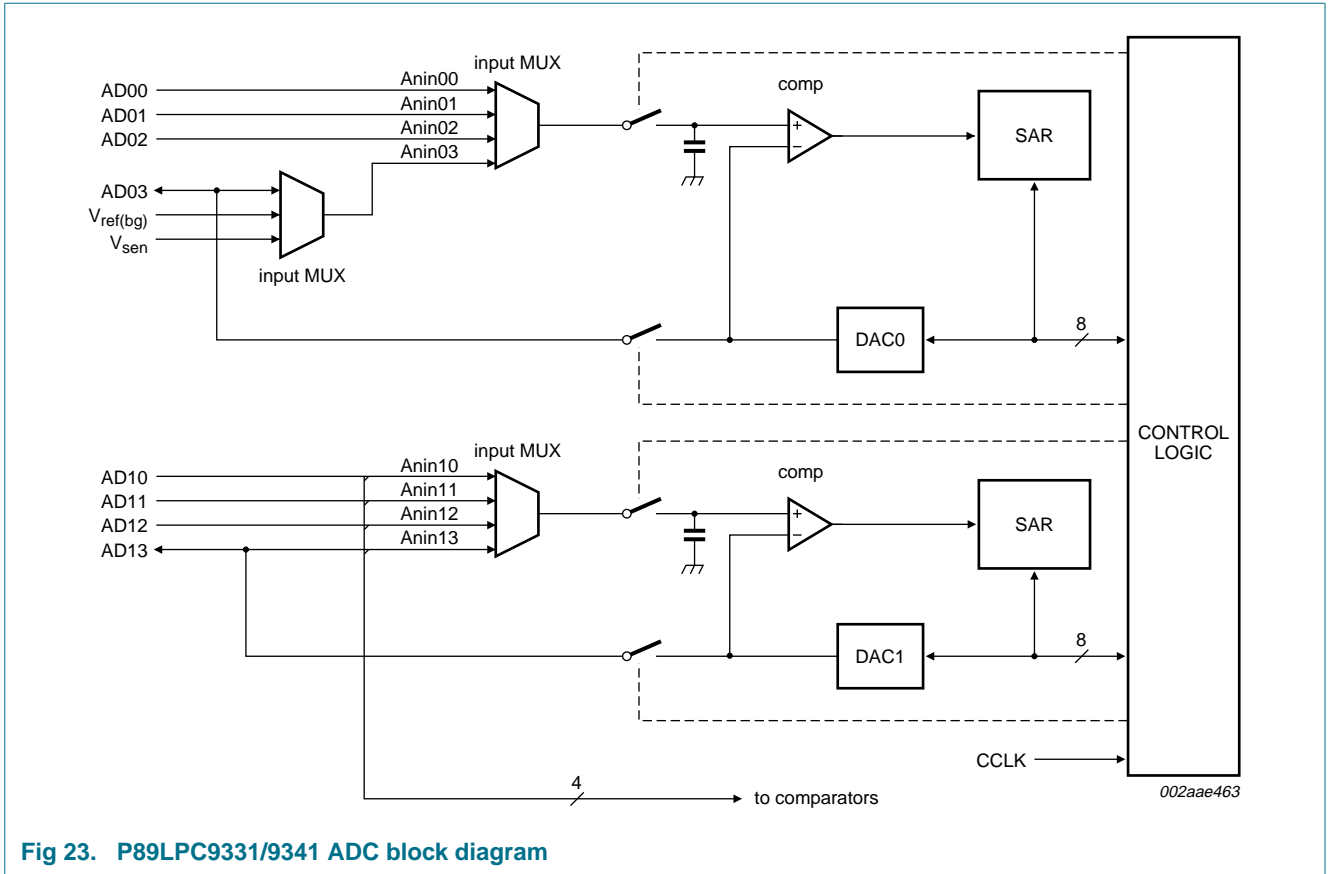 input MUX
comp
AD00
Anin00
AD01
Anin01
AD02
Anin02
Anin03
SAR
AD03
Vref(bg)
Vsen
input MUX
DAC0
8
CONTROL
LOGIC
input MUX
comp
AD10
Anin10
AD11
Anin11
AD12
Anin12
AD13
Anin13
SAR
DAC1
8
CCLK
4
to comparators
002aae463
Fig 23. P89LPC9331/9341 ADC block diagram